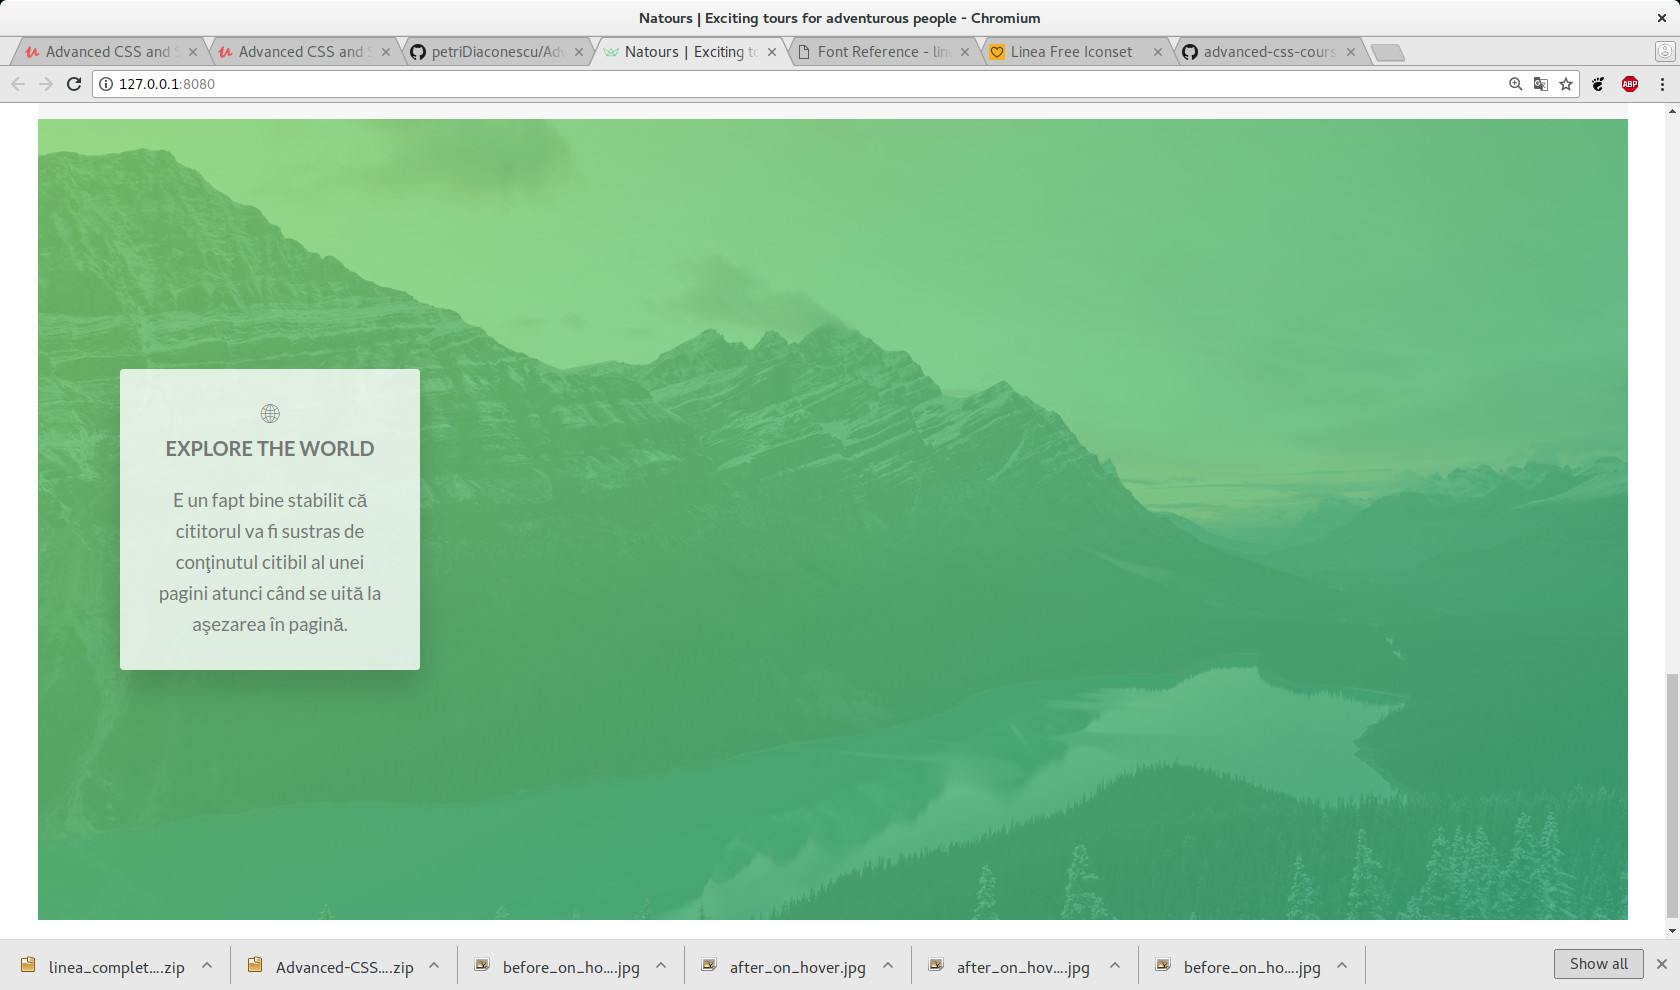 Natours | Exciting tours for adventurous people - Chromium
Advanced CSS and S
Advanced CSS and S
petriDiaconescu/Adv
Natours | Exciting to
Font Reference - line
Linea Free Iconset
advanced-css-cours
127.0.0.1:8080
ABP
EXPLORE THE WORLD
E un fapt bine stabilit că
cititorul va fi sustras de
conţinutul citibil al unei
pagini atunci când se uită la
aşezarea în pagină.
linea_complet....zip
Advanced-CSS....zip
before_on_ho....jpg
after_on_hover.jpg
after_on_hov....jpg
before_on_ho....jpg
Show all